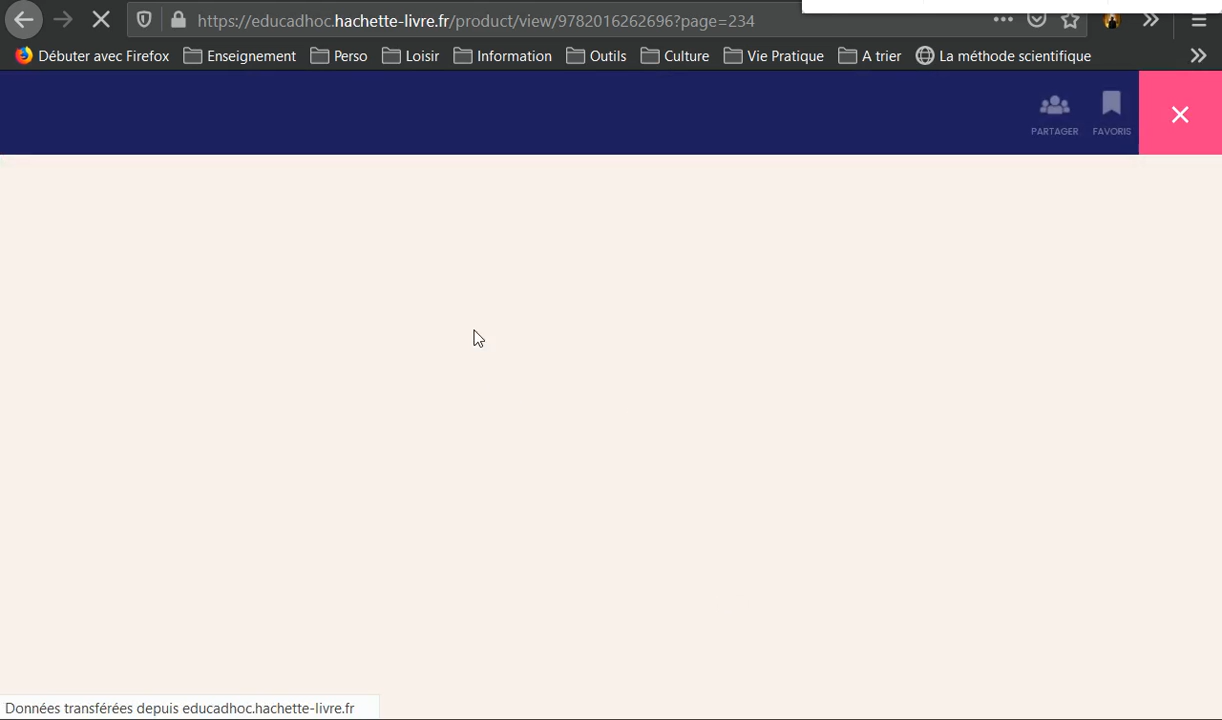 https://educadhoc.hachette-livre.fr/product/view/9782016262696?page=234
Débuter avec Firefox Enseignement Perso Loisir Information Outils Culture Vie Pratique A trier La méthode scientifique
PARTAGER FAVORIS
Données transférées depuis educadhoc.hachette-livre.fr